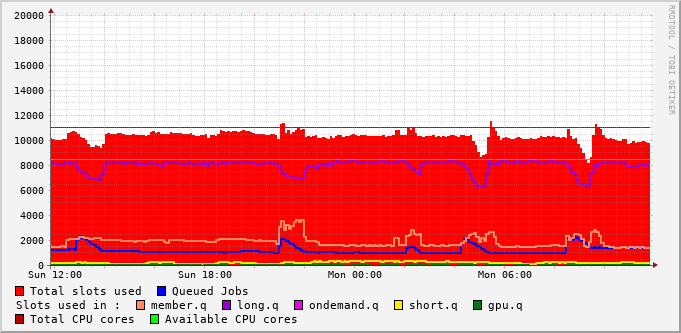 20000
18000
16000
14000
12000
10000
8000
6000
4000
2000
0
Sun 12:00 Sun 18:00 Mon 00:00 Mon 06:00
Total slots used Queued Jobs
Slots used in : member.q long.q ondemand.q short.q gpu.q
Total CPU cores Available CPU cores
RRDTOOL / TOBI OETIKER